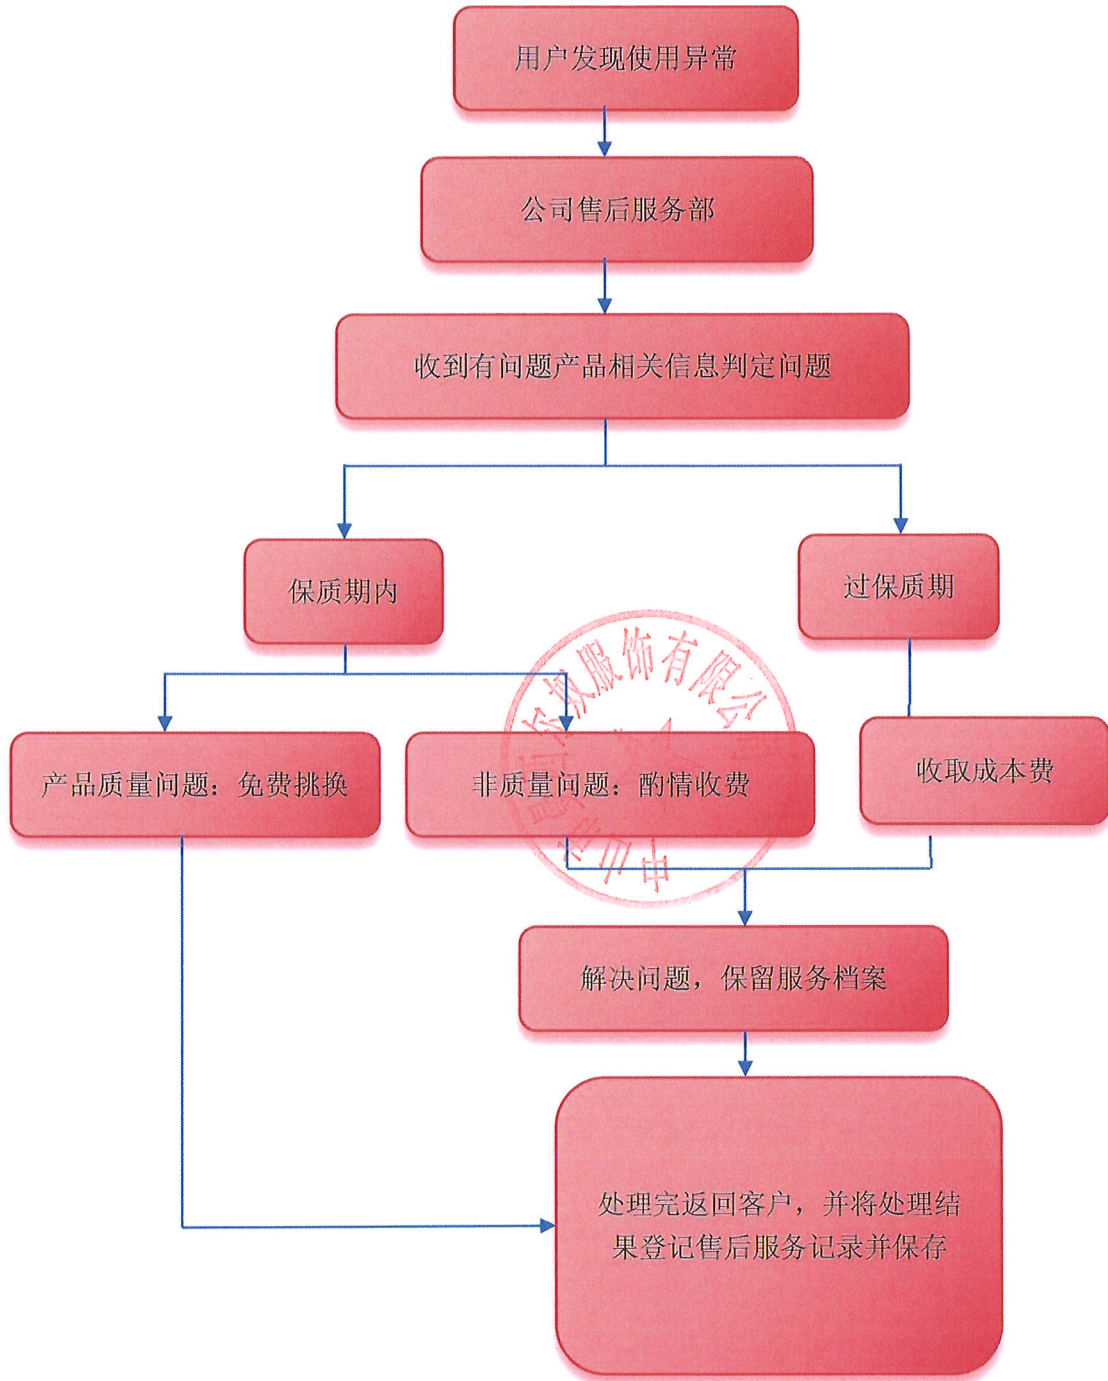 用户发现使用异常
公司售后服务部
收到有问题产品相关信息判定问题
保质期内
过保质期
产品质量问题：免费挑换
非质量问题：酌情收费
收取成本费
解决问题，保留服务档案
处理完返回客户，并将处理结
果登记售后服务记录并保存